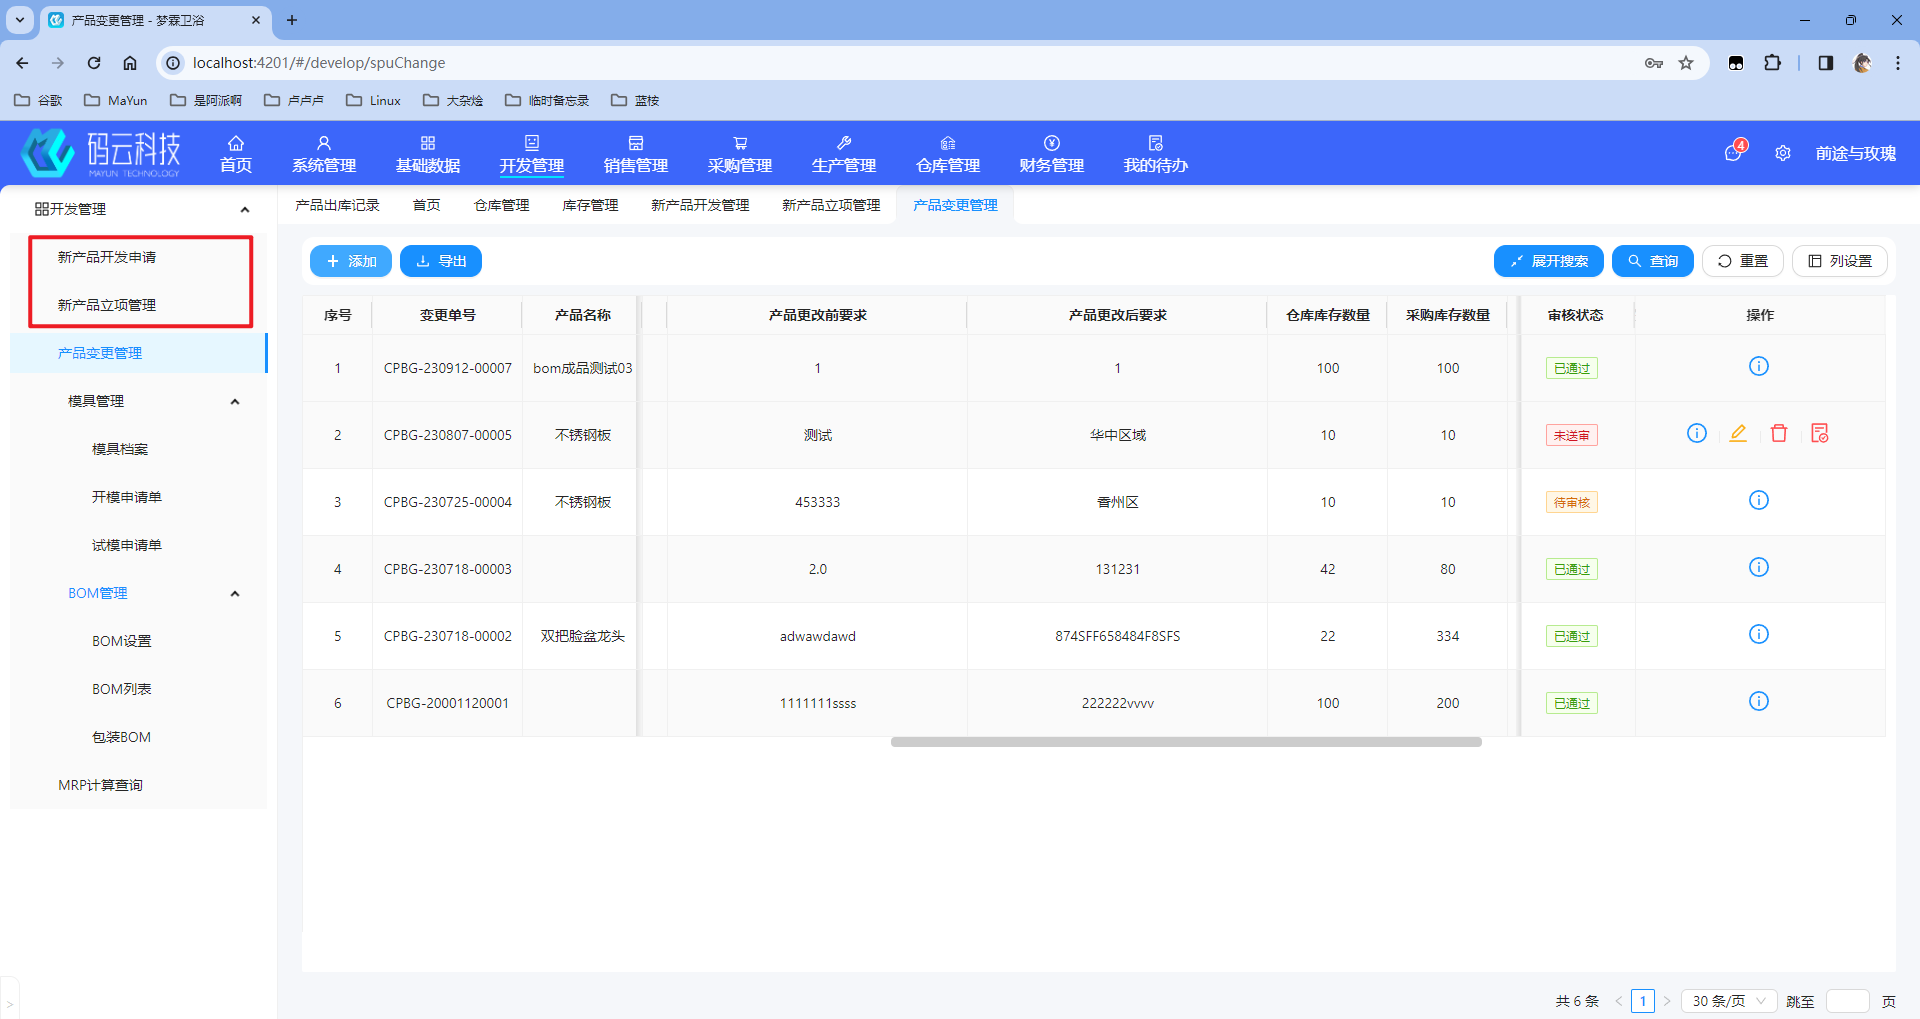 产品变更管理 - 梦霖卫浴
localhost:4201/#/develop/spuChange
谷歌 MaYun 是阿派啊 卢卢卢 Linux 大杂烩 临时备忘录 蓝桉
码云科技
MAYUN TECHNOLOGY
首页 系统管理 基础数据 开发管理 销售管理 采购管理 生产管理 仓库管理 财务管理 我的待办 4 前途与玫瑰
开发管理
新产品开发申请
新产品立项管理
产品变更管理
模具管理
模具档案
开模申请单
试模申请单
BOM管理
BOM设置
BOM列表
包装BOM
MRP计算查询
产品出库记录 首页 仓库管理 库存管理 新产品开发管理 新产品立项管理 产品变更管理
添加 导出 展开搜索 查询 重置 列设置
序号 变更单号 产品名称 产品更改前要求 产品更改后要求 仓库库存数量 采购库存数量 审核状态 操作
1 CPBG-230912-00007 bom成品测试03 1 1 100 100 已通过
2 CPBG-230807-00005 不锈钢板 测试 华中区域 10 10 未送审
3 CPBG-230725-00004 不锈钢板 453333 香州区 10 10 待审核
4 CPBG-230718-00003 2.0 131231 42 80 已通过
5 CPBG-230718-00002 双把脸盆龙头 adwawdawd 874SFF658484F8SFS 22 334 已通过
6 CPBG-20001120001 1111111ssss 222222vvvv 100 200 已通过
共 6 条 < 1 > 30 条/页 跳至 页